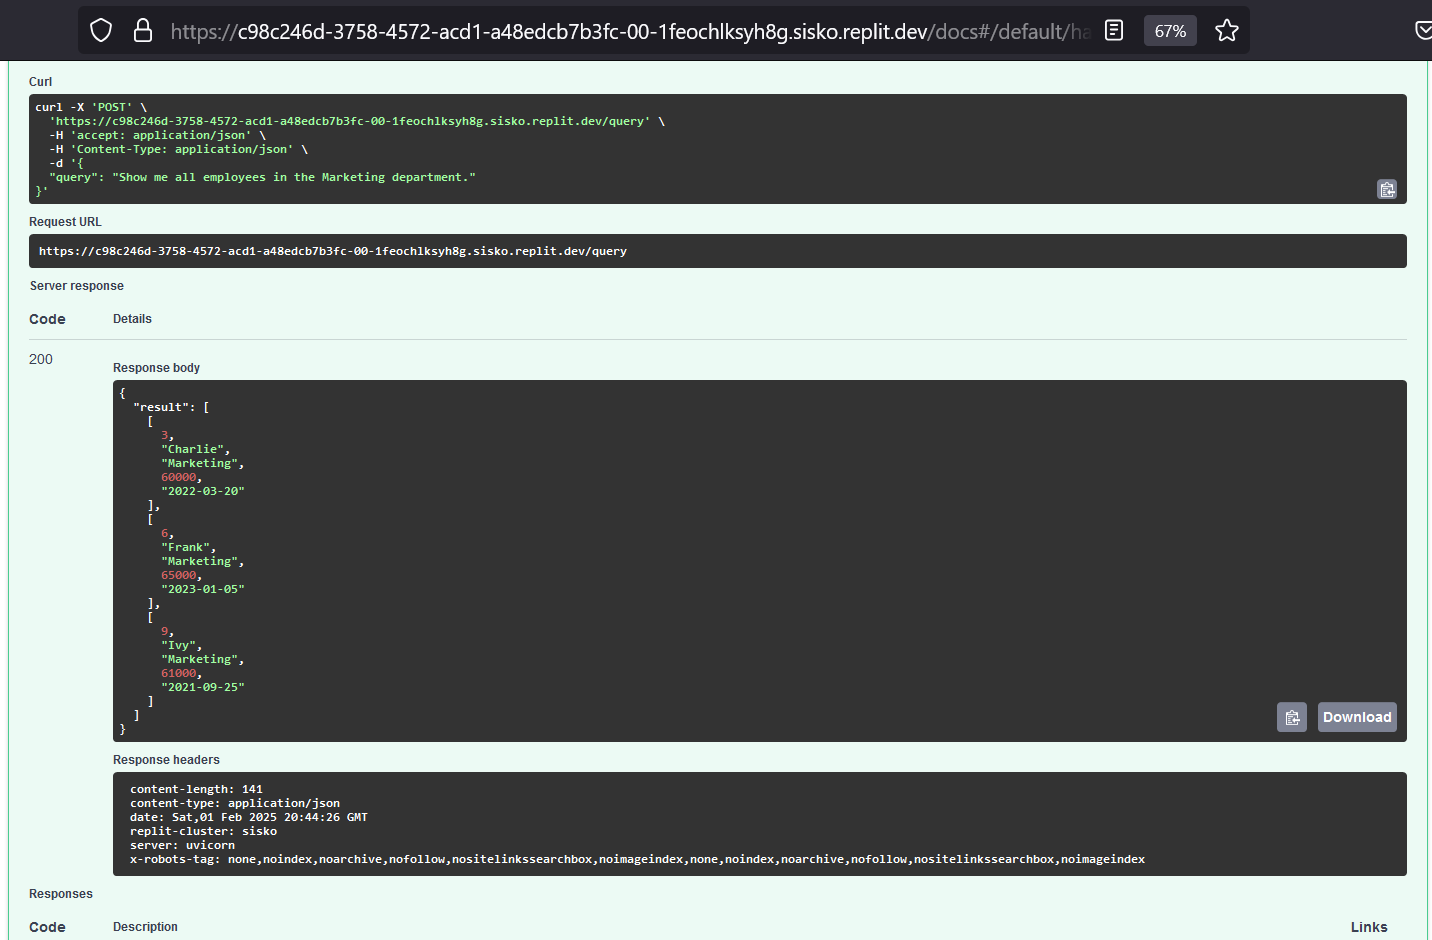 https://c98c246d-3758-4572-acd1-a48edcb7b3fc-00-1feochlksyh8g.sisko.replit.dev/docs#/default/ha
67%
Curl
curl -X 'POST' \
'https://c98c246d-3758-4572-acd1-a48edcb7b3fc-00-1feochlksyh8g.sisko.replit.dev/query' \
-H 'accept: application/json' \
-H 'Content-Type: application/json' \
-d '{
"query": "Show me all employees in the Marketing department."
}'
Request URL
https://c98c246d-3758-4572-acd1-a48edcb7b3fc-00-1feochlksyh8g.sisko.replit.dev/query
Server response
Code Details
200
Response body
{
"result": [
[
3,
"Charlie",
"Marketing",
60000,
"2022-03-20"
],
[
6,
"Frank",
"Marketing",
65000,
"2023-01-05"
],
[
9,
"Ivy",
"Marketing",
61000,
"2021-09-25"
]
]
}
Download
Response headers
content-length: 141
content-type: application/json
date: Sat,01 Feb 2025 20:44:26 GMT
replit-cluster: sisko
server: uvicorn
x-robots-tag: none,noindex,noarchive,nofollow,nositelinkssearchbox,noimageindex,none,noindex,noarchive,nofollow,nositelinkssearchbox,noimageindex
Responses
Code Description Links